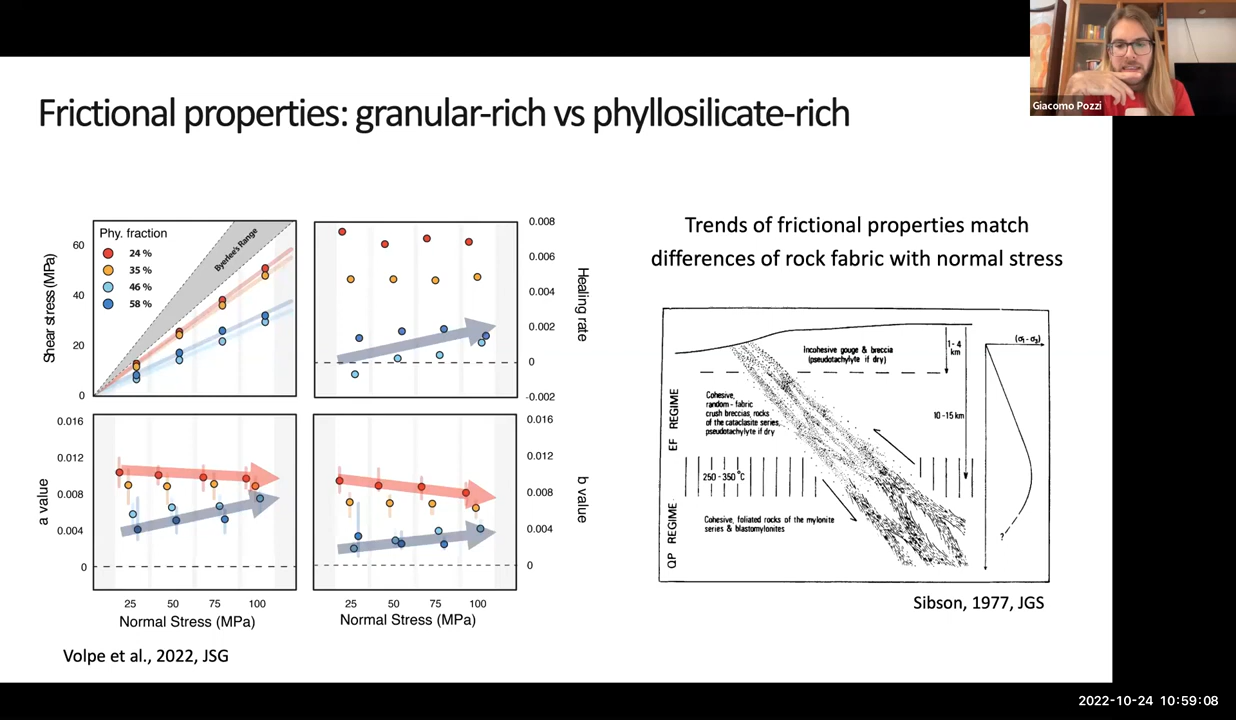 Giacomo Pozzi
Frictional properties: granular-rich vs phyllosilicate-rich
Phy. fraction
24 %
35 %
46 %
58 %
Byerlee's Range
Shear stress (MPa)
60
40
20
0
0.008
0.006
0.004
0.002
0
-0.002
Healing rate
a value
0.016
0.012
0.008
0.004
0
25 50 75 100
Normal Stress (MPa)
0.016
0.012
0.008
0.004
0
b value
25 50 75 100
Normal Stress (MPa)
Volpe et al., 2022, JSG
Trends of frictional properties match
differences of rock fabric with normal stress
Incohesive gouge & breccia
(pseudotachylyte if dry)
1-4
km
(σ₁ - σ₃)
EF REGIME
Cohesive,
random - fabric
crush breccias, rocks
of the cataclasite series,
pseudotachylyte if dry
10-15 km
250 - 350 °C
QP REGIME
Cohesive, foliated rocks of the mylonite
series & blastomylonites
?
Sibson, 1977, JGS
2022-10-24 10:59:08